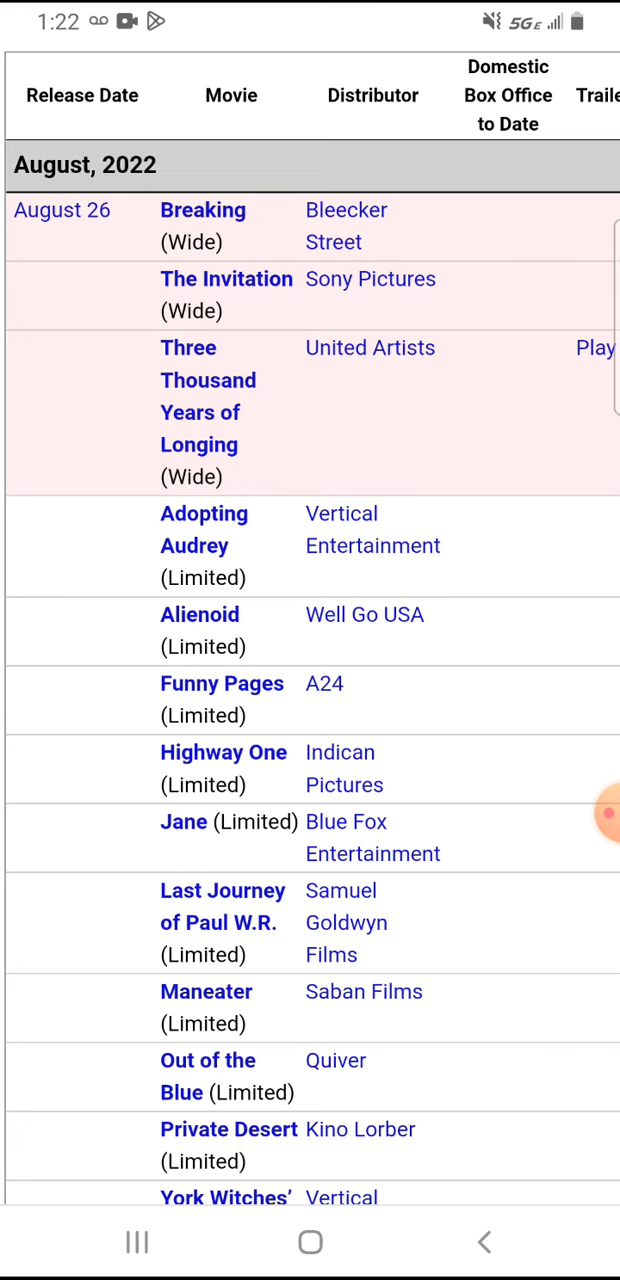 1:22 5GE
Domestic
Release Date Movie Distributor Box Office Traile
to Date
August, 2022
August 26 Breaking Bleecker
(Wide) Street
The Invitation Sony Pictures
(Wide)
Three United Artists Play
Thousand
Years of
Longing
(Wide)
Adopting Vertical
Audrey Entertainment
(Limited)
Alienoid Well Go USA
(Limited)
Funny Pages A24
(Limited)
Highway One Indican
(Limited) Pictures
Jane (Limited) Blue Fox
Entertainment
Last Journey Samuel
of Paul W.R. Goldwyn
(Limited) Films
Maneater Saban Films
(Limited)
Out of the Quiver
Blue (Limited)
Private Desert Kino Lorber
(Limited)
York Witches’ Vertical